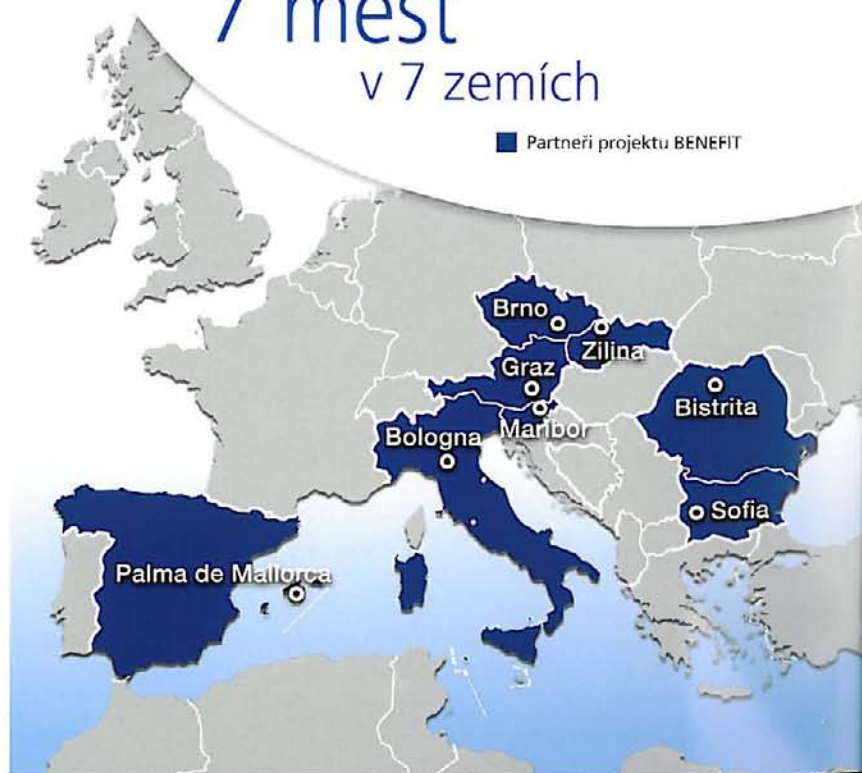 7 měst
v 7 zemích
Partneři projektu BENEFIT
Brno
Zilina
Graz
Maribor
Bistrita
Bologna
Sofia
Palma de Mallorca